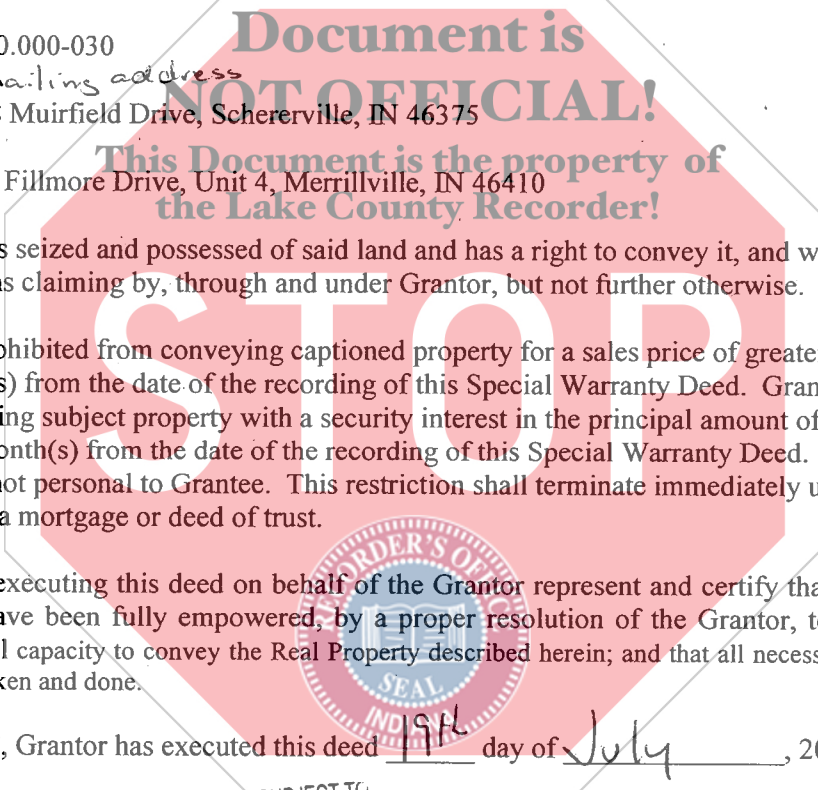 Document is
0.000-030
ailing address
NOT OFFICIAL!
Muirfield Drive, Schererville, IN 46375
This Document is the property of
Fillmore Drive, Unit 4, Merrillville, IN 46410
the Lake County Recorder!
s seized and possessed of said land and has a right to convey it, and w
s claiming by, through and under Grantor, but not further otherwise.
STOP
ohibited from conveying captioned property for a sales price of greate
s) from the date of the recording of this Special Warranty Deed. Gran
ing subject property with a security interest in the principal amount of
onth(s) from the date of the recording of this Special Warranty Deed.
not personal to Grantee. This restriction shall terminate immediately u
a mortgage or deed of trust.
RECORDER'S OFFICE
executing this deed on behalf of the Grantor represent and certify tha
ave been fully empowered, by a proper resolution of the Grantor, to
l capacity to convey the Real Property described herein; and that all necess
ken and done.
SEAL
INDIANA
, Grantor has executed this deed 19th day of July, 20